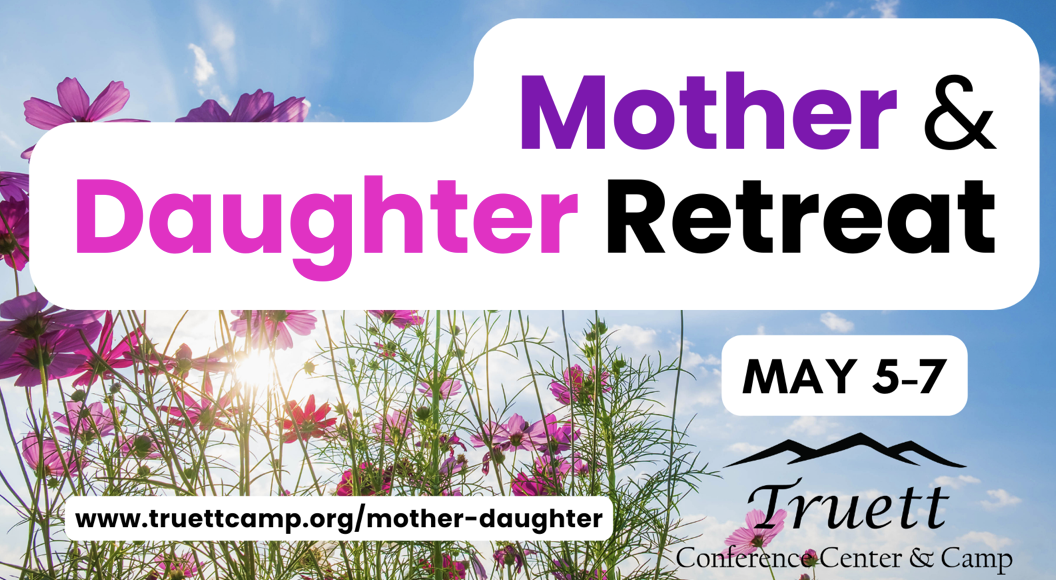 Mother &
Daughter Retreat
MAY 5-7
Truett
Conference Center & Camp
www.truettcamp.org/mother-daughter